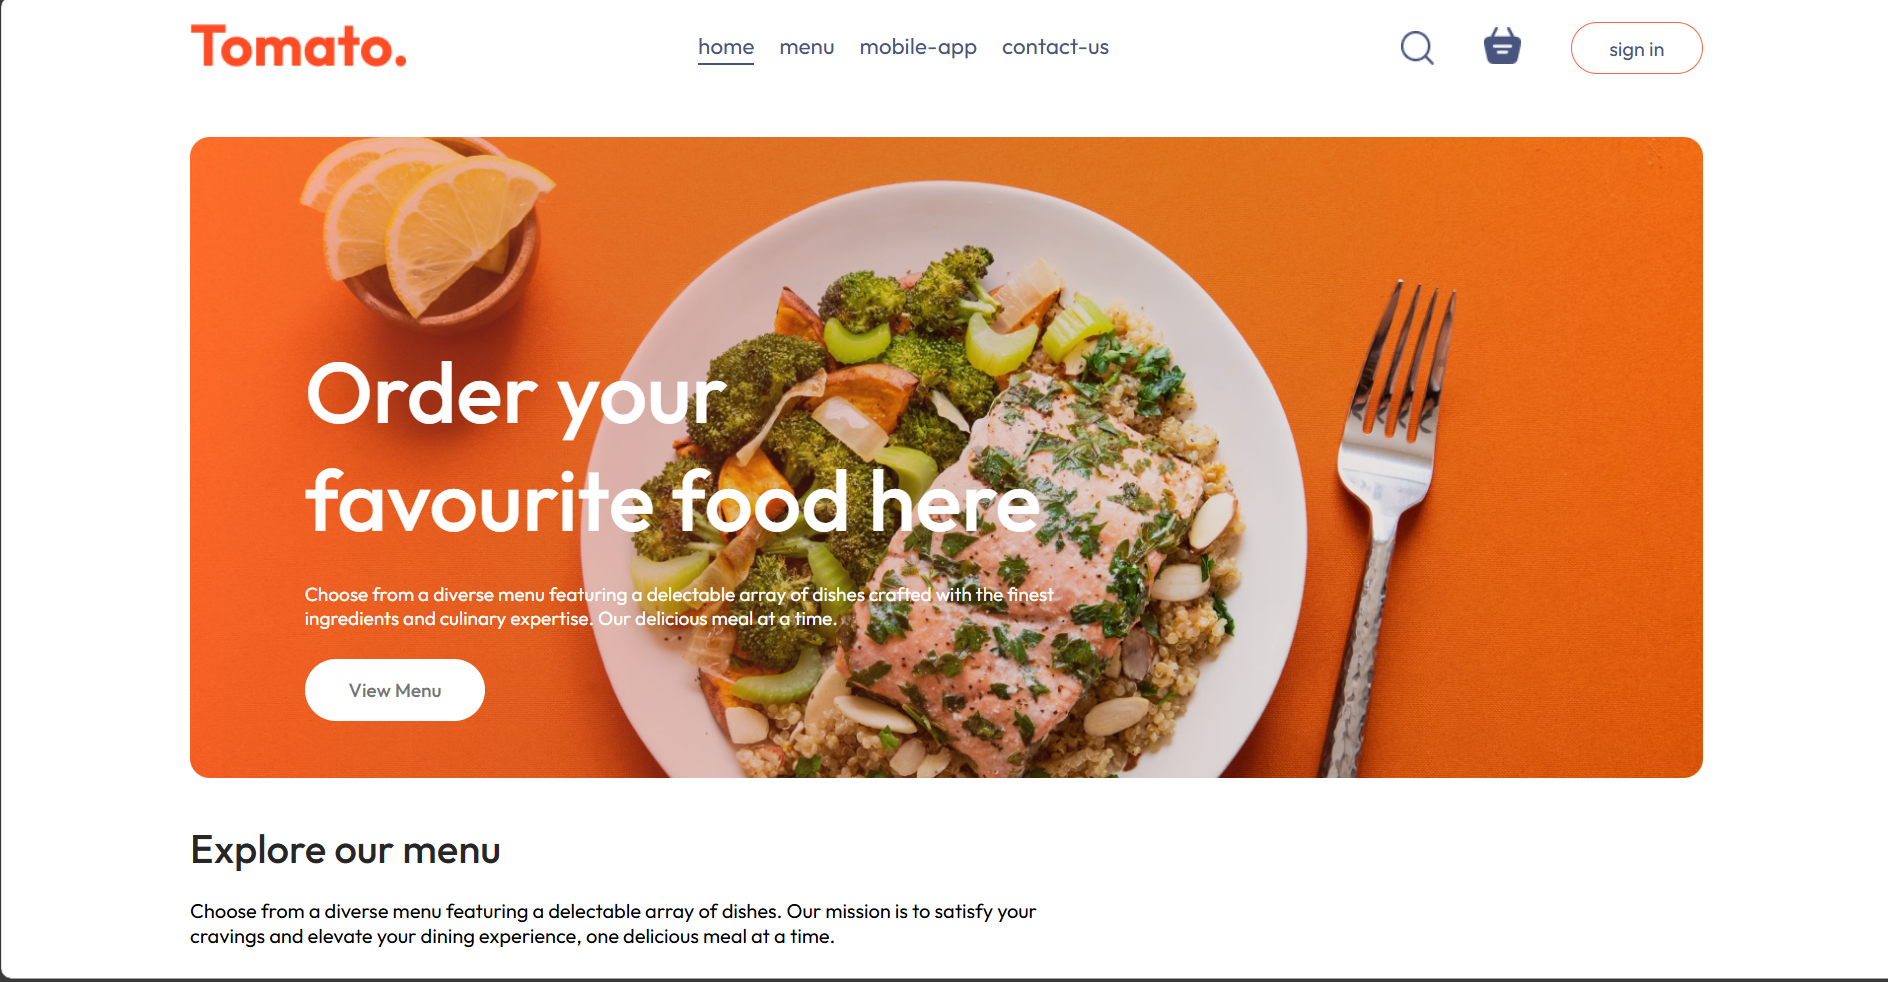 Tomato.
home menu mobile-app contact-us
sign in
Order your
favourite food here
Choose from a diverse menu featuring a delectable array of dishes crafted with the finest
ingredients and culinary expertise. Our delicious meal at a time.
View Menu
Explore our menu
Choose from a diverse menu featuring a delectable array of dishes. Our mission is to satisfy your
cravings and elevate your dining experience, one delicious meal at a time.